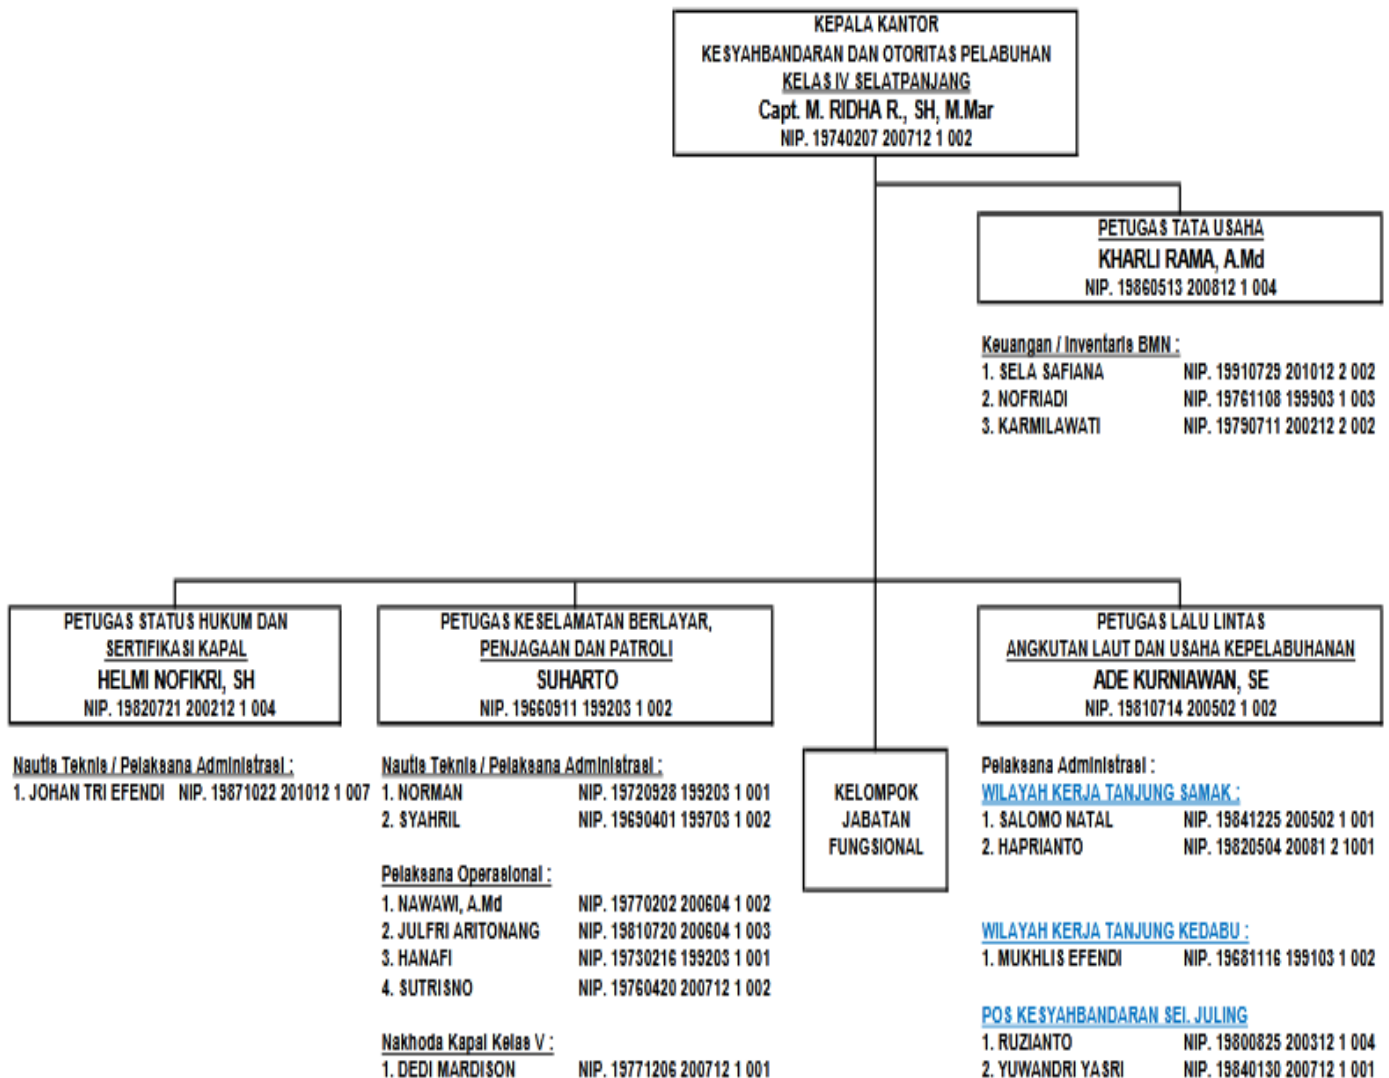 KEPALA KANTOR
KESYAHBANDARAN DAN OTORITAS PELABUHAN
KELAS IV SELATPANJANG
Capt. M. RIDHA R., SH, M.Mar
NIP. 19740207 200712 1 002
PETUGAS TATA USAHA
KHARLI RAMA, A.Md
NIP. 19860513 200812 1 004
Keuangan / Inventaris BMN :
1. SELA SAFIANA NIP. 19910729 201012 2 002
2. NOFRIADI NIP. 19761108 199903 1 003
3. KARMILAWATI NIP. 19790711 200212 2 002
PETUGAS STATUS HUKUM DAN
SERTIFIKASI KAPAL
HELMI NOFIKRI, SH
NIP. 19820721 200212 1 004
Nautis Teknis / Pelaksana Administrasi :
1. JOHAN TRI EFENDI NIP. 19871022 201012 1 007
PETUGAS KESELAMATAN BERLAYAR,
PENJAGAAN DAN PATROLI
SUHARTO
NIP. 19660911 199203 1 002
Nautis Teknis / Pelaksana Administrasi :
1. NORMAN NIP. 19720928 199203 1 001
2. SYAHRIL NIP. 19690401 199703 1 002
Pelaksana Operasional :
1. NAWAWI, A.Md NIP. 19770202 200604 1 002
2. JULFRI ARITONANG NIP. 19810720 200604 1 003
3. HANAFI NIP. 19730216 199203 1 001
4. SUTRISNO NIP. 19760420 200712 1 002
Nakhoda Kapal Kelas V :
1. DEDI MARDISON NIP. 19771206 200712 1 001
KELOMPOK
JABATAN
FUNGSIONAL
PETUGAS LALU LINTAS
ANGKUTAN LAUT DAN USAHA KEPELABUHANAN
ADE KURNIAWAN, SE
NIP. 19810714 200502 1 002
Pelaksana Administrasi :
WILAYAH KERJA TANJUNG SAMAK :
1. SALOMO NATAL NIP. 19841225 200502 1 001
2. HAPRIANTO NIP. 19820504 20081 2 1001
WILAYAH KERJA TANJUNG KEDABU :
1. MUKHLIS EFENDI NIP. 19681116 199103 1 002
POS KESYAHBANDARAN SEI. JULING
1. RUZIANTO NIP. 19800825 200312 1 004
2. YUWANDRI YASRI NIP. 19840130 200712 1 001